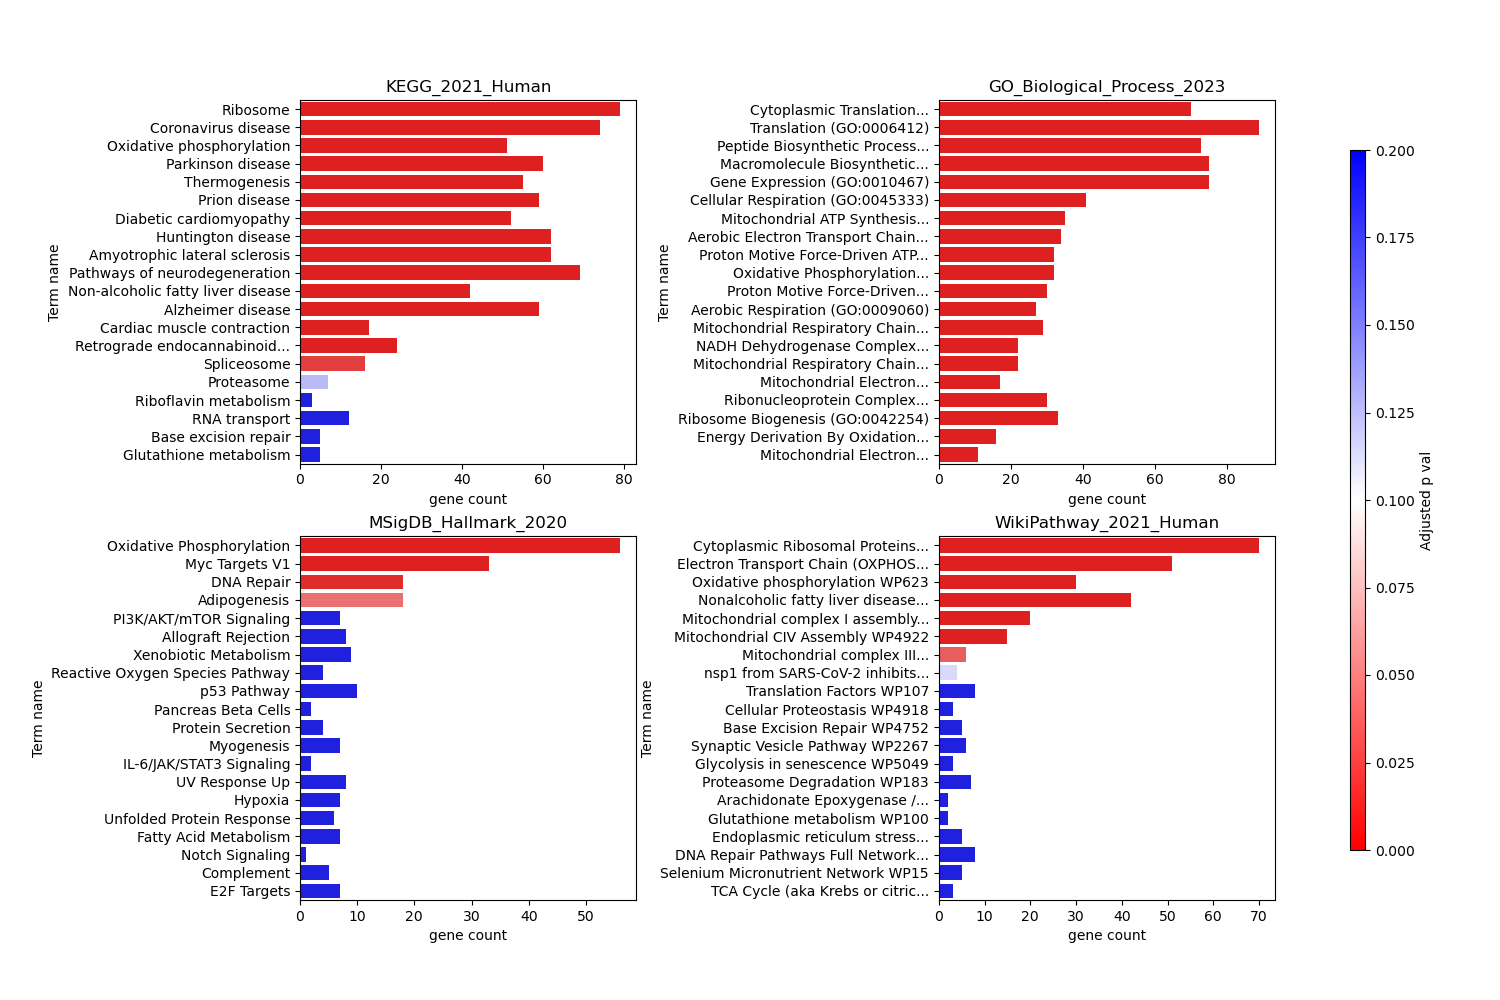 KEGG_2021_Human
Term name
Ribosome
Coronavirus disease
Oxidative phosphorylation
Parkinson disease
Thermogenesis
Prion disease
Diabetic cardiomyopathy
Huntington disease
Amyotrophic lateral sclerosis
Pathways of neurodegeneration
Non-alcoholic fatty liver disease
Alzheimer disease
Cardiac muscle contraction
Retrograde endocannabinoid...
Spliceosome
Proteasome
Riboflavin metabolism
RNA transport
Base excision repair
Glutathione metabolism
0 20 40 60 80
gene count
GO_Biological_Process_2023
Term name
Cytoplasmic Translation...
Translation (GO:0006412)
Peptide Biosynthetic Process...
Macromolecule Biosynthetic...
Gene Expression (GO:0010467)
Cellular Respiration (GO:0045333)
Mitochondrial ATP Synthesis...
Aerobic Electron Transport Chain...
Proton Motive Force-Driven ATP...
Oxidative Phosphorylation...
Proton Motive Force-Driven...
Aerobic Respiration (GO:0009060)
Mitochondrial Respiratory Chain...
NADH Dehydrogenase Complex...
Mitochondrial Respiratory Chain...
Mitochondrial Electron...
Ribonucleoprotein Complex...
Ribosome Biogenesis (GO:0042254)
Energy Derivation By Oxidation...
Mitochondrial Electron...
0 20 40 60 80
gene count
MSigDB_Hallmark_2020
Term name
Oxidative Phosphorylation
Myc Targets V1
DNA Repair
Adipogenesis
PI3K/AKT/mTOR Signaling
Allograft Rejection
Xenobiotic Metabolism
Reactive Oxygen Species Pathway
p53 Pathway
Pancreas Beta Cells
Protein Secretion
Myogenesis
IL-6/JAK/STAT3 Signaling
UV Response Up
Hypoxia
Unfolded Protein Response
Fatty Acid Metabolism
Notch Signaling
Complement
E2F Targets
0 10 20 30 40 50
gene count
WikiPathway_2021_Human
Term name
Cytoplasmic Ribosomal Proteins...
Electron Transport Chain (OXPHOS...
Oxidative phosphorylation WP623
Nonalcoholic fatty liver disease...
Mitochondrial complex I assembly...
Mitochondrial CIV Assembly WP4922
Mitochondrial complex III...
nsp1 from SARS-CoV-2 inhibits...
Translation Factors WP107
Cellular Proteostasis WP4918
Base Excision Repair WP4752
Synaptic Vesicle Pathway WP2267
Glycolysis in senescence WP5049
Proteasome Degradation WP183
Arachidonate Epoxygenase /...
Glutathione metabolism WP100
Endoplasmic reticulum stress...
DNA Repair Pathways Full Network...
Selenium Micronutrient Network WP15
TCA Cycle (aka Krebs or citric...
0 10 20 30 40 50 60 70
gene count
0.200
0.175
0.150
0.125
0.100
0.075
0.050
0.025
0.000
Adjusted p val